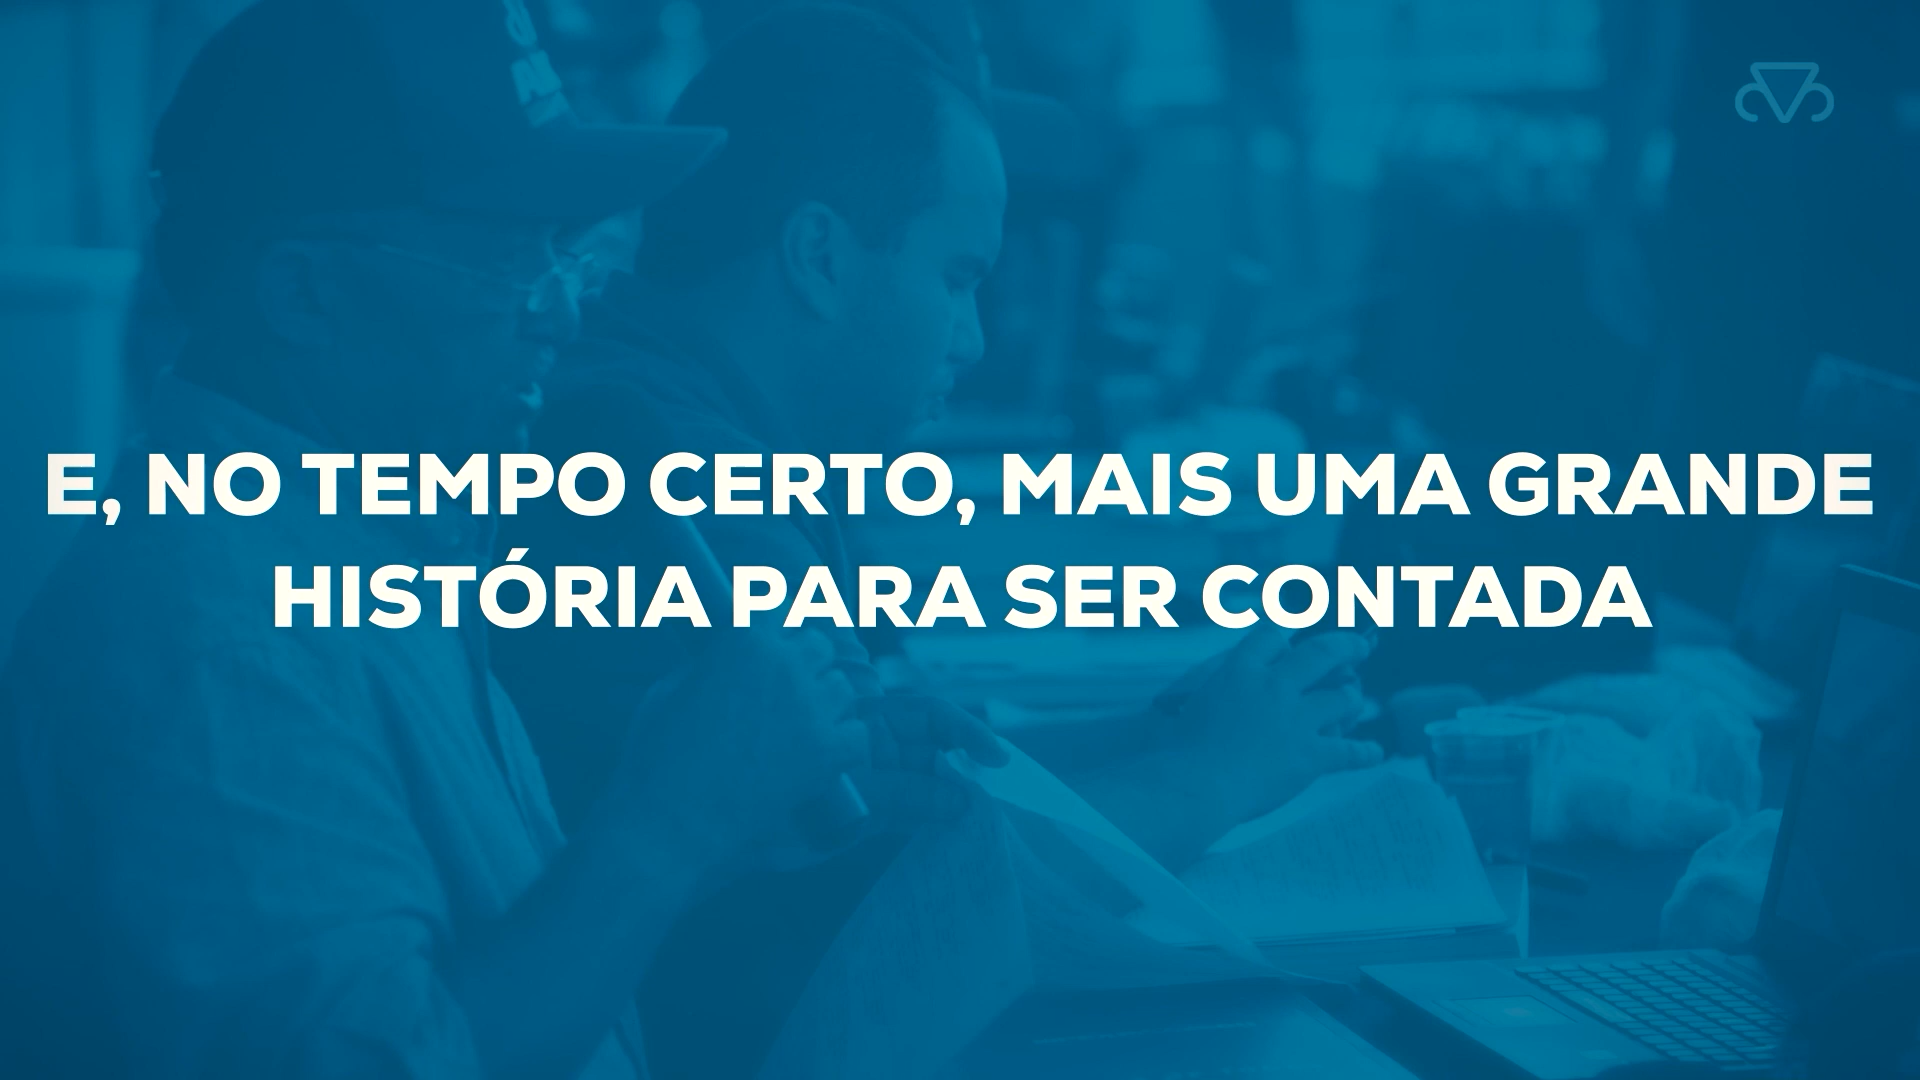 E, NO TEMPO CERTO, MAIS UMA GRANDE
HISTÓRIA PARA SER CONTADA